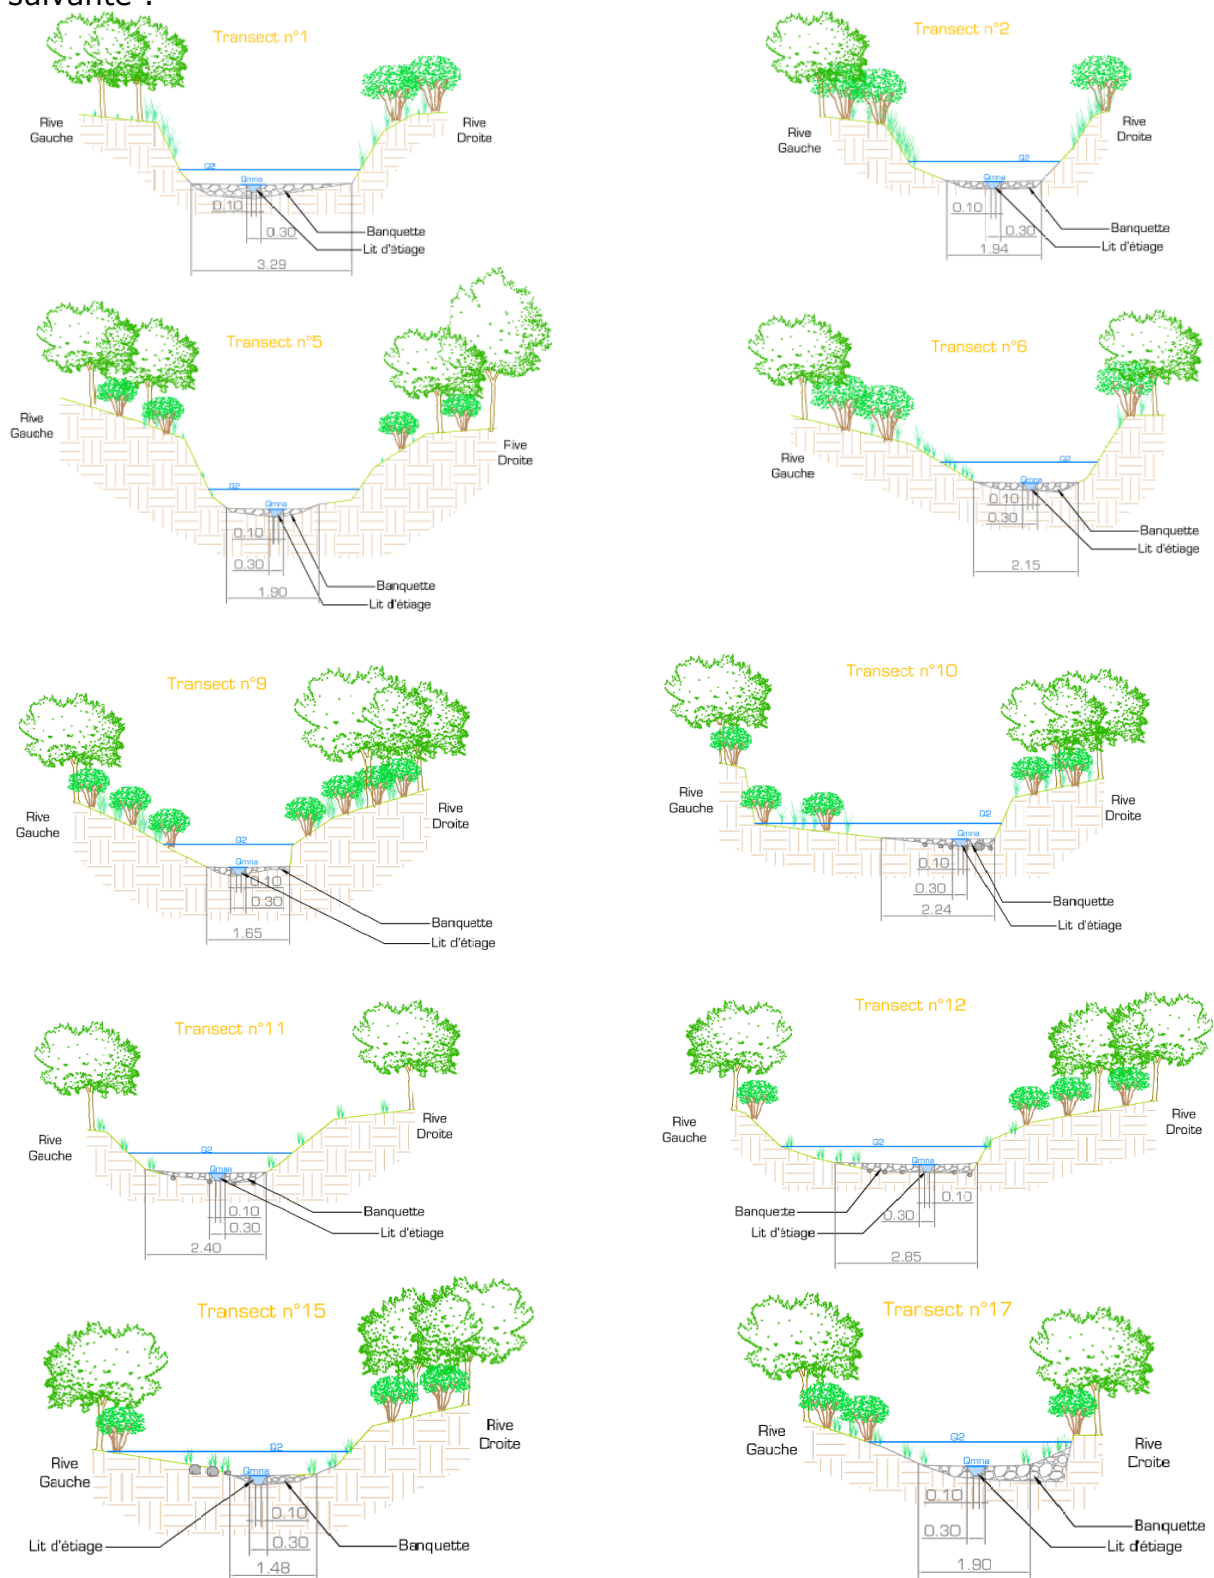 suivante :
Transect n°1
Rive
Gauche
Rive
Droite
Q2
Qmna
0.10
0.30
Banquette
Lit d'étiage
3.29
Transect n°2
Rive
Gauche
Rive
Droite
Q2
Qmna
0.10
0.30
Banquette
Lit d'étiage
1.94
Transect n°5
Rive
Gauche
Rive
Droite
Q2
Qmna
0.10
0.30
Banquette
1.90
Lit d'étiage
Transect n°6
Rive
Gauche
Rive
Droite
Q2
Qmna
0.10
0.30
Banquette
Lit d'étiage
2.15
Transect n°9
Rive
Gauche
Rive
Droite
Q2
Qmna
0.10
0.30
Banquette
1.65
Lit d'étiage
Transect n°10
Rive
Gauche
Rive
Droite
Q2
Qmna
0.10
0.30
Banquette
2.24
Lit d'étiage
Transect n°11
Rive
Gauche
Rive
Droite
Q2
Qmna
0.10
Banquette
0.30
Lit d'étiage
2.40
Transect n°12
Rive
Gauche
Rive
Droite
Q2
Qmna
0.10
Banquette
0.30
Lit d'étiage
2.85
Transect n°15
Rive
Gauche
Rive
Droite
Q2
Qmna
0.10
0.30
Lit d'étiage
Banquette
1.48
Transect n°17
Rive
Gauche
Rive
Droite
Q2
Qmna
0.10
0.30
Banquette
Lit d'étiage
1.90